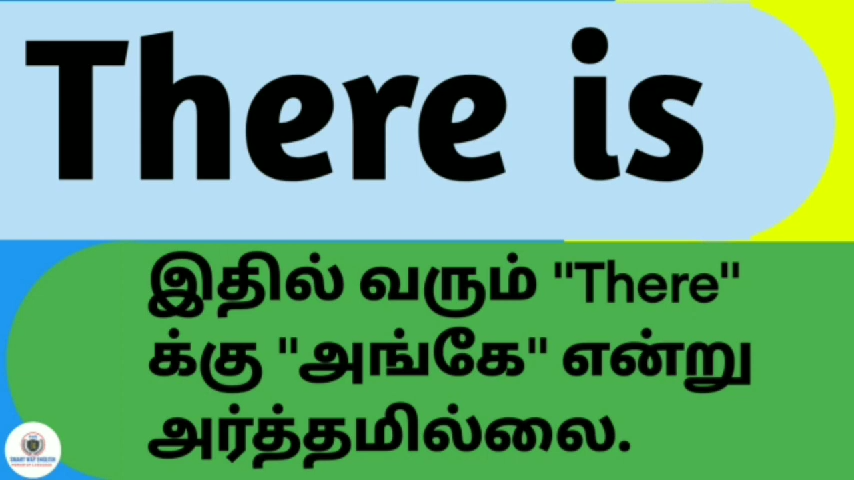 There is
இதில் வரும் "There"
க்கு "அங்கே" என்று
அர்த்தமில்லை.